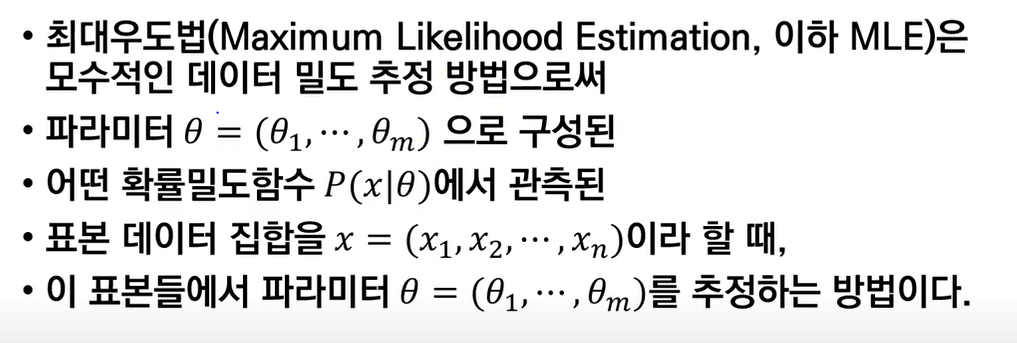 • 최대우도법(Maximum Likelihood Estimation, 이하 MLE)은
모수적인 데이터 밀도 추정 방법으로써
• 파라미터 θ = (θ₁, ⋯ , θₘ) 으로 구성된
• 어떤 확률밀도함수 P(x|θ)에서 관측된
• 표본 데이터 집합을 x = (x₁, x₂, ⋯ , xₙ)이라 할 때,
• 이 표본들에서 파라미터 θ = (θ₁, ⋯ , θₘ)를 추정하는 방법이다.